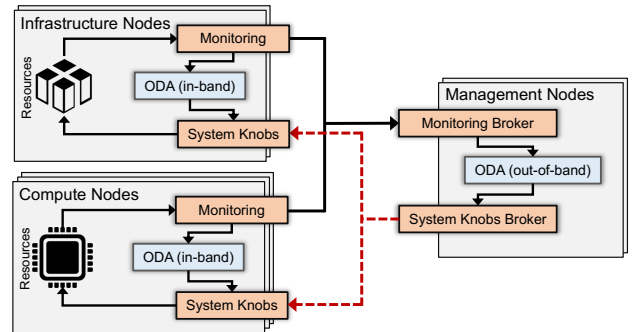 Infrastructure Nodes
Resources
Monitoring
ODA (in-band)
System Knobs
Compute Nodes
Resources
Monitoring
ODA (in-band)
System Knobs
Management Nodes
Monitoring Broker
ODA (out-of-band)
System Knobs Broker